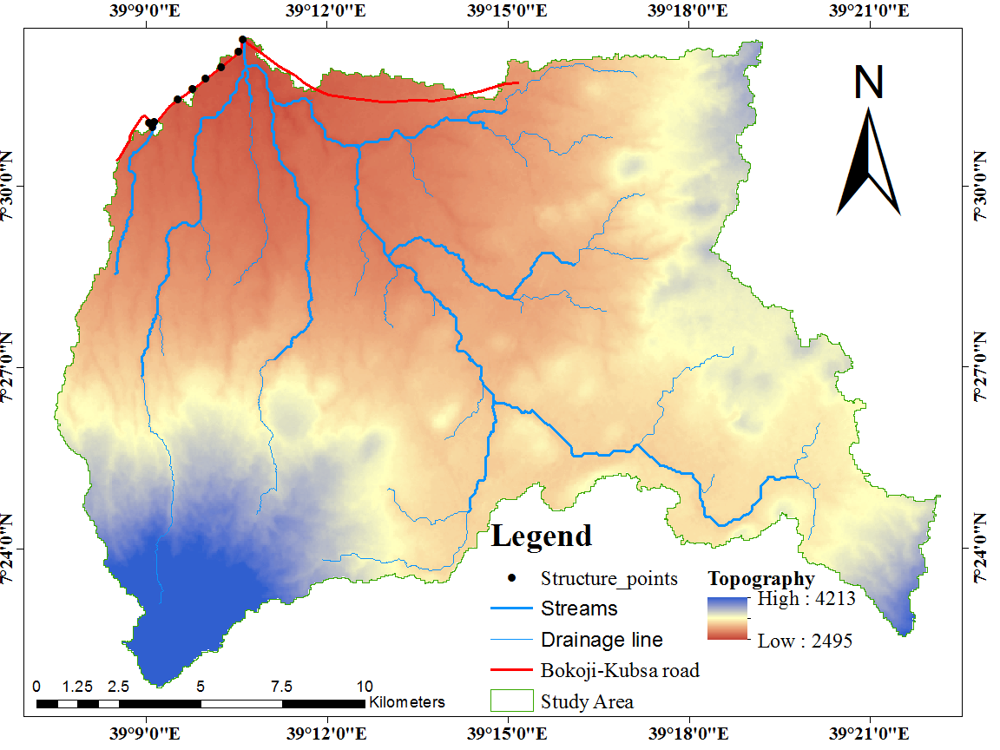 39°9'0"E 39°12'0"E 39°15'0"E 39°18'0"E 39°21'0"E
N
7°30'0"N 7°30'0"N
7°27'0"N 7°27'0"N
7°24'0"N 7°24'0"N
Legend
Structure_points
Streams
Drainage line
Bokoji-Kubsa road
Study Area
Topography
High : 4213
Low : 2495
0 1.25 2.5 5 7.5 10
Kilometers
39°9'0"E 39°12'0"E 39°15'0"E 39°18'0"E 39°21'0"E